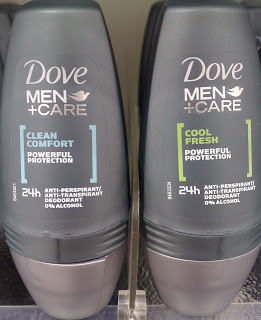 Dove
MEN
+CARE
CLEAN
COMFORT
POWERFUL
PROTECTION
24h
ANTI-PERSPIRANT/
ANTI-TRANSPIRANT
DEODORANT
0% ALCOHOL
Dove
MEN
+CARE
COOL
FRESH
POWERFUL
PROTECTION
24h
ANTI-PERSPIRANT/
ANTI-TRANSPIRANT
DEODORANT
0% ALCOHOL